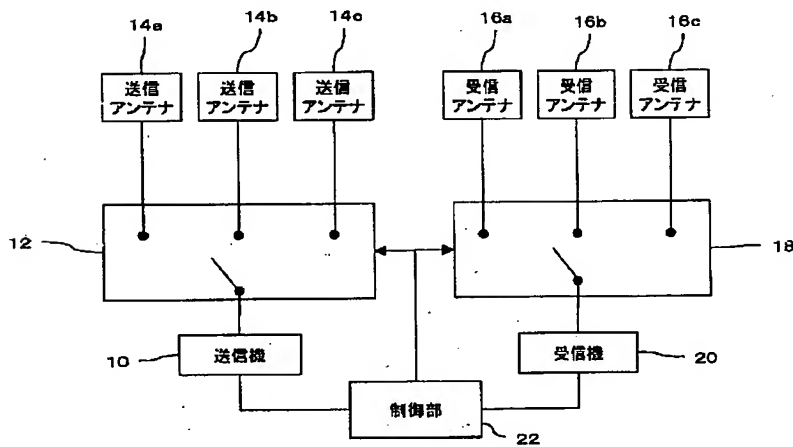 14a
14b
14c
16a
16b
16c
送信
アンテナ
送信
アンテナ
送信
アンテナ
受信
アンテナ
受信
アンテナ
受信
アンテナ
12
18
10
送信機
受信機
20
制御部
22